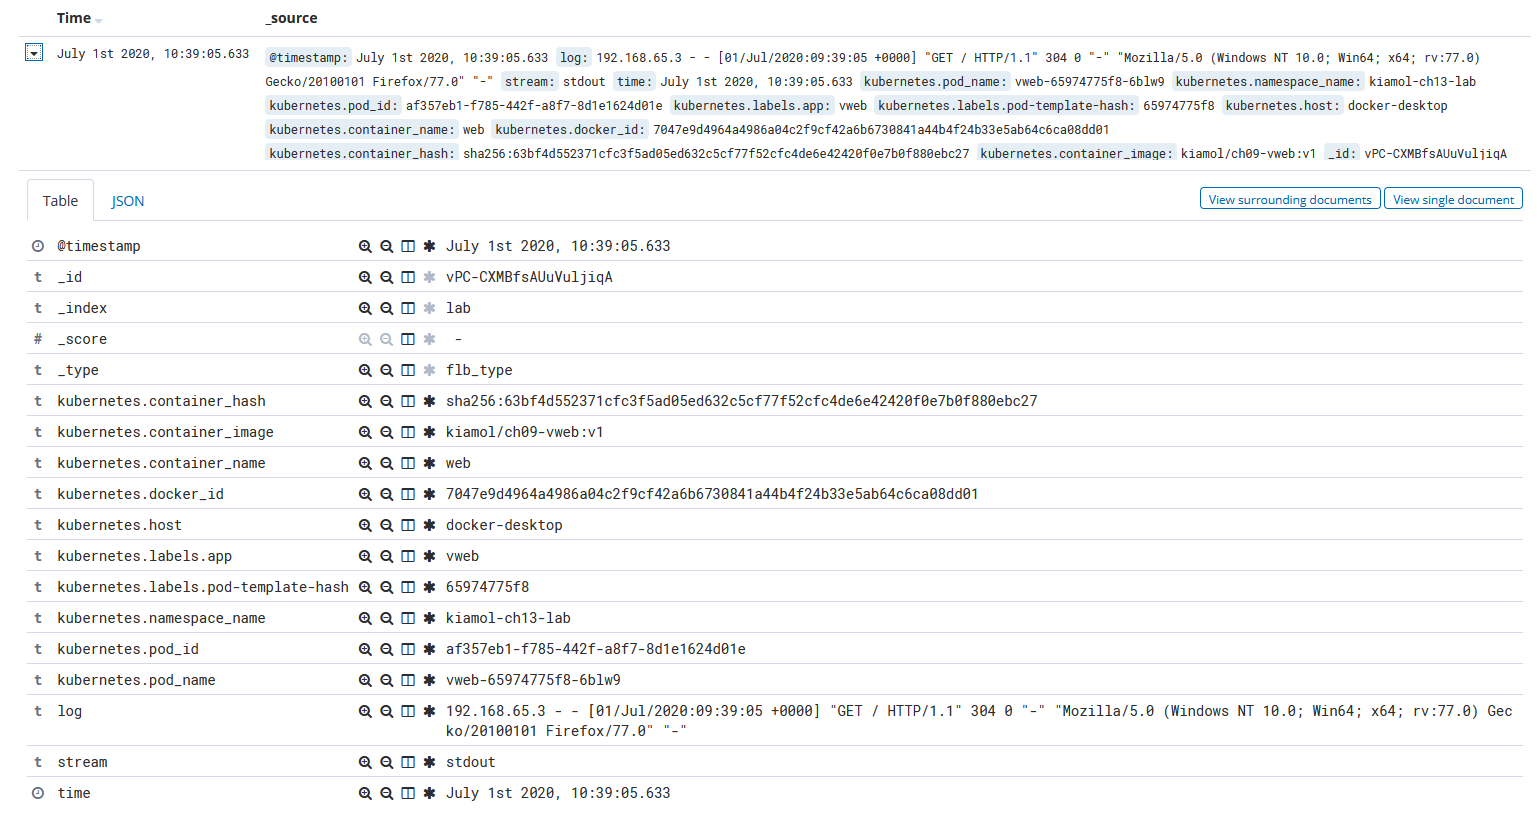 Time _source
July 1st 2020, 10:39:05.633 @timestamp: July 1st 2020, 10:39:05.633 log: 192.168.65.3 - - [01/Jul/2020:09:39:05 +0000] "GET / HTTP/1.1" 304 0 "-" "Mozilla/5.0 (Windows NT 10.0; Win64; x64; rv:77.0)
Gecko/20100101 Firefox/77.0" "-" stream: stdout time: July 1st 2020, 10:39:05.633 kubernetes.pod_name: vweb-65974775f8-6blw9 kubernetes.namespace_name: kiamol-ch13-lab
kubernetes.pod_id: af357eb1-f785-442f-a8f7-8d1e1624d01e kubernetes.labels.app: vweb kubernetes.labels.pod-template-hash: 65974775f8 kubernetes.host: docker-desktop
kubernetes.container_name: web kubernetes.docker_id: 7047e9d4964a4986a04c2f9cf42a6b6730841a44b4f24b33e5ab64c6ca08dd01
kubernetes.container_hash: sha256:63bf4d552371cfc3f5ad05ed632c5cf77f52cfc4de6e42420f0e7b0f880ebc27 kubernetes.container_image: kiamol/ch09-vweb:v1 _id: vPC-CXMBfsAUuVuljiqA
Table JSON View surrounding documents View single document
@timestamp July 1st 2020, 10:39:05.633
t _id vPC-CXMBfsAUuVuljiqA
t _index lab
# _score -
t _type flb_type
t kubernetes.container_hash sha256:63bf4d552371cfc3f5ad05ed632c5cf77f52cfc4de6e42420f0e7b0f880ebc27
t kubernetes.container_image kiamol/ch09-vweb:v1
t kubernetes.container_name web
t kubernetes.docker_id 7047e9d4964a4986a04c2f9cf42a6b6730841a44b4f24b33e5ab64c6ca08dd01
t kubernetes.host docker-desktop
t kubernetes.labels.app vweb
t kubernetes.labels.pod-template-hash 65974775f8
t kubernetes.namespace_name kiamol-ch13-lab
t kubernetes.pod_id af357eb1-f785-442f-a8f7-8d1e1624d01e
t kubernetes.pod_name vweb-65974775f8-6blw9
t log 192.168.65.3 - - [01/Jul/2020:09:39:05 +0000] "GET / HTTP/1.1" 304 0 "-" "Mozilla/5.0 (Windows NT 10.0; Win64; x64; rv:77.0) Gec
ko/20100101 Firefox/77.0" "-"
t stream stdout
time July 1st 2020, 10:39:05.633